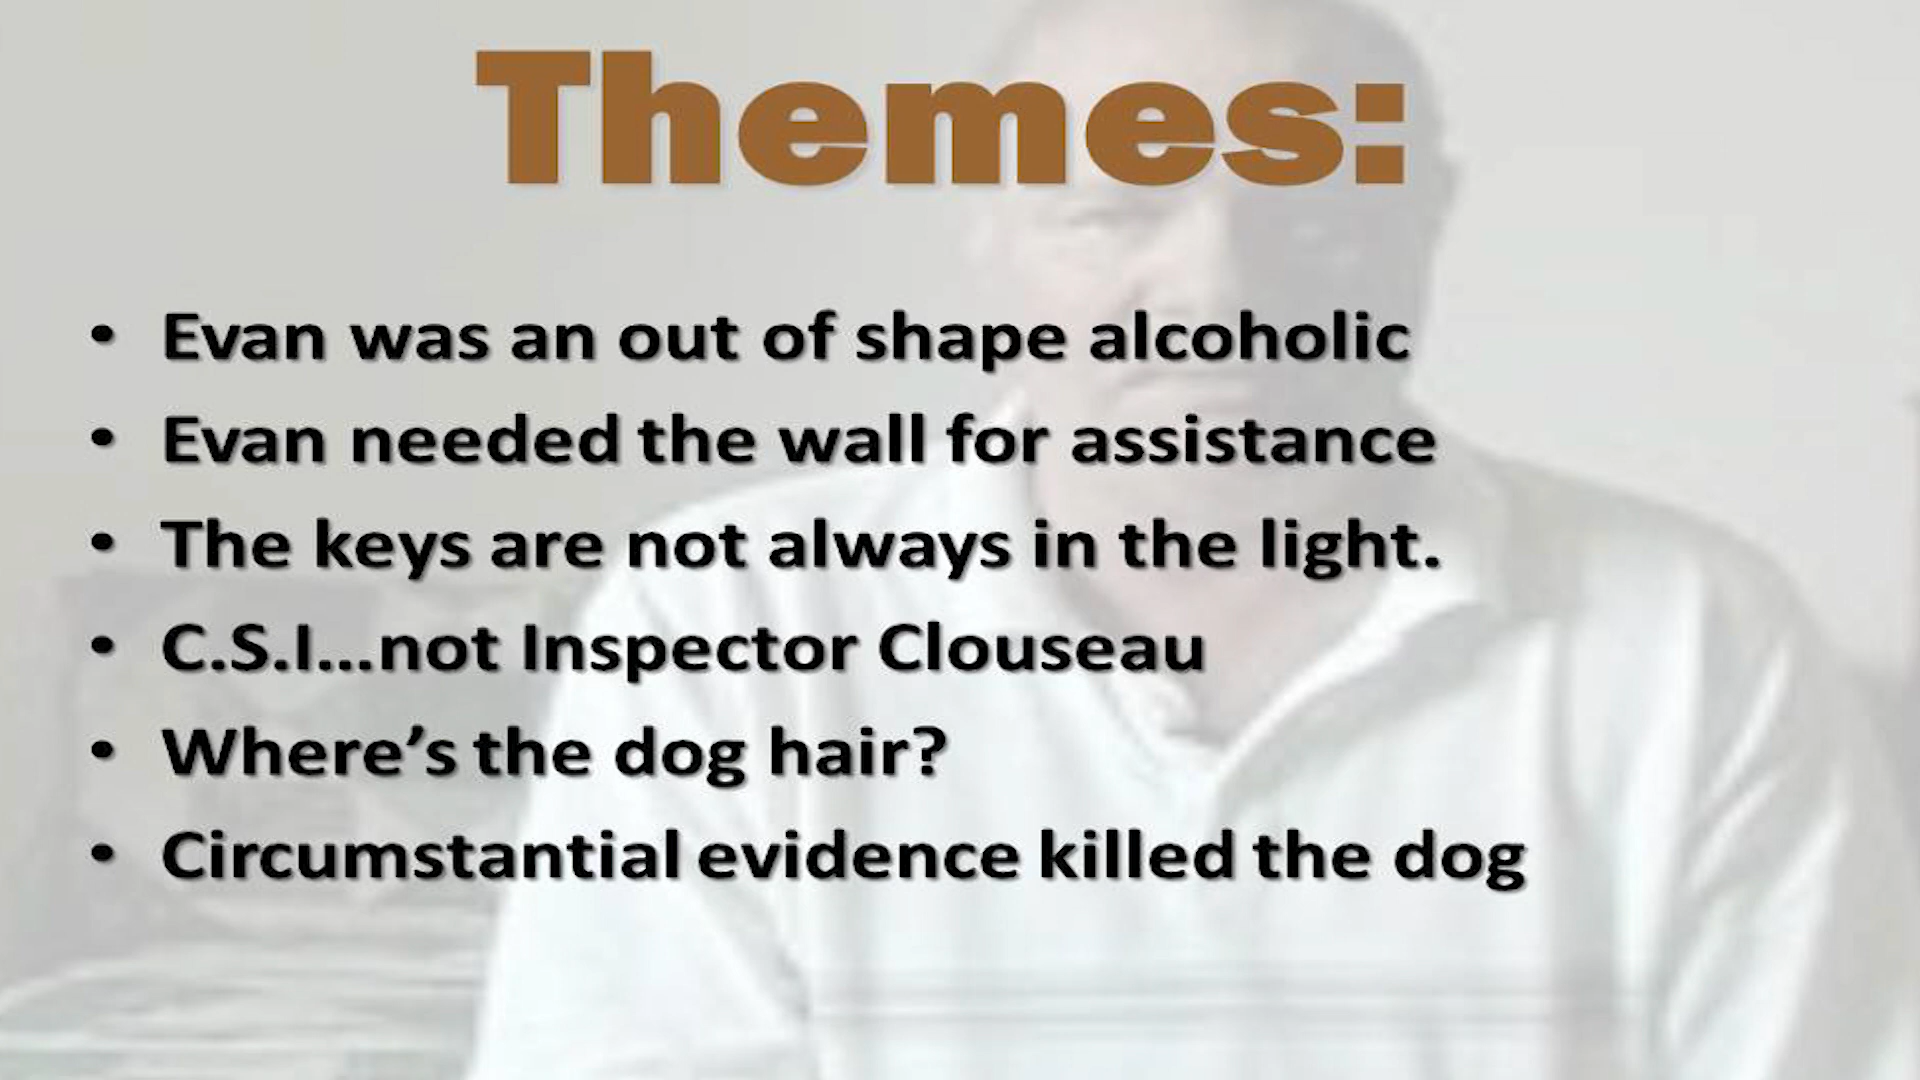 Themes:
• Evan was an out of shape alcoholic
• Evan needed the wall for assistance
• The keys are not always in the light.
• C.S.I...not Inspector Clouseau
• Where’s the dog hair?
• Circumstantial evidence killed the dog